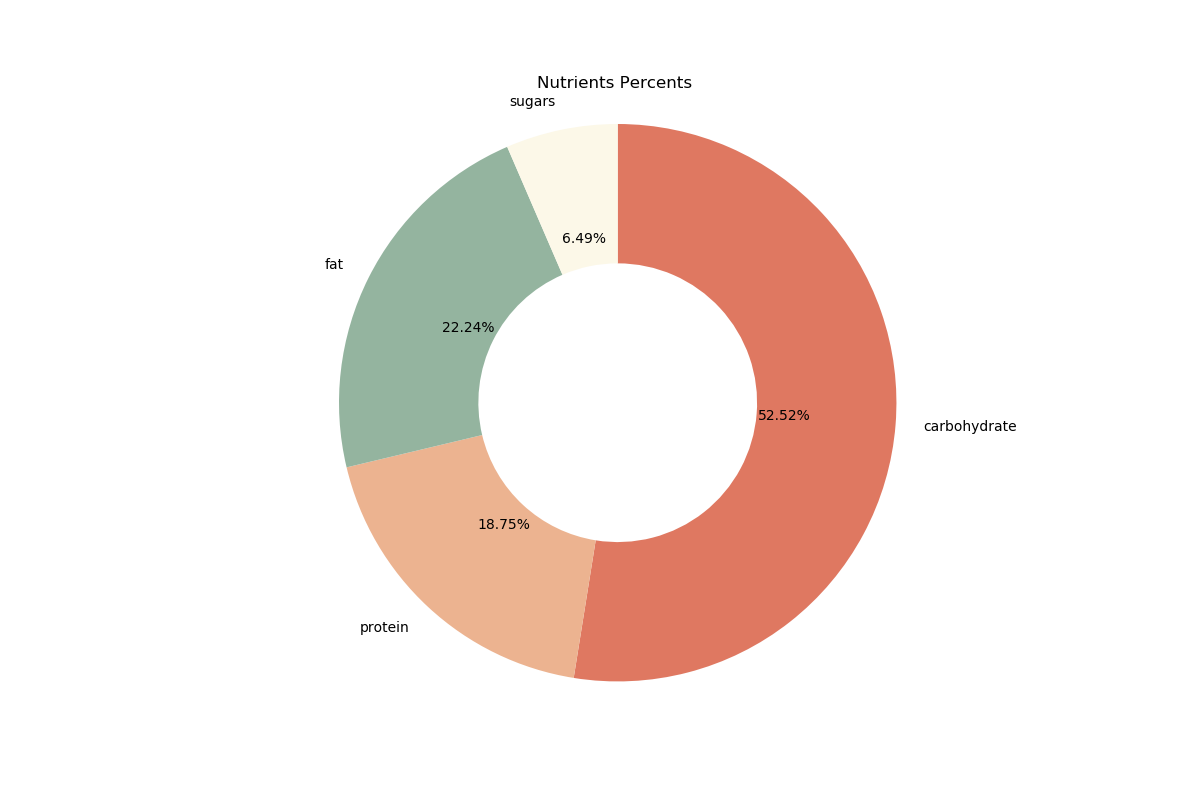 Nutrients Percents
sugars
6.49%
fat
22.24%
52.52%
carbohydrate
18.75%
protein